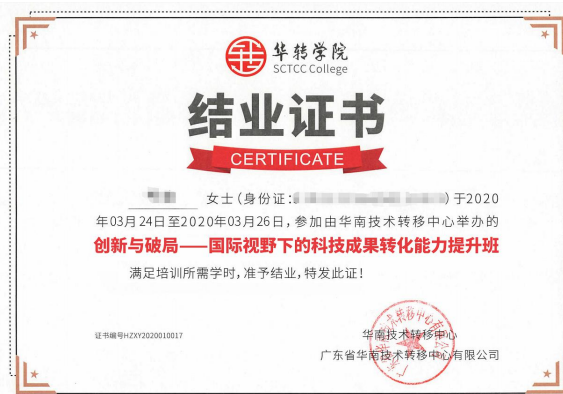 华转学院
SCTCC College
结业证书
CERTIFICATE
女士(身份证: )于2020
年03月24日至2020年03月26日,参加由华南技术转移中心举办的
创新与破局——国际视野下的科技成果转化能力提升班
满足培训所需学时,准予结业,特发此证!
证书编号HZXY2020010017
华南技术转移中心
广东省华南技术转移中心有限公司